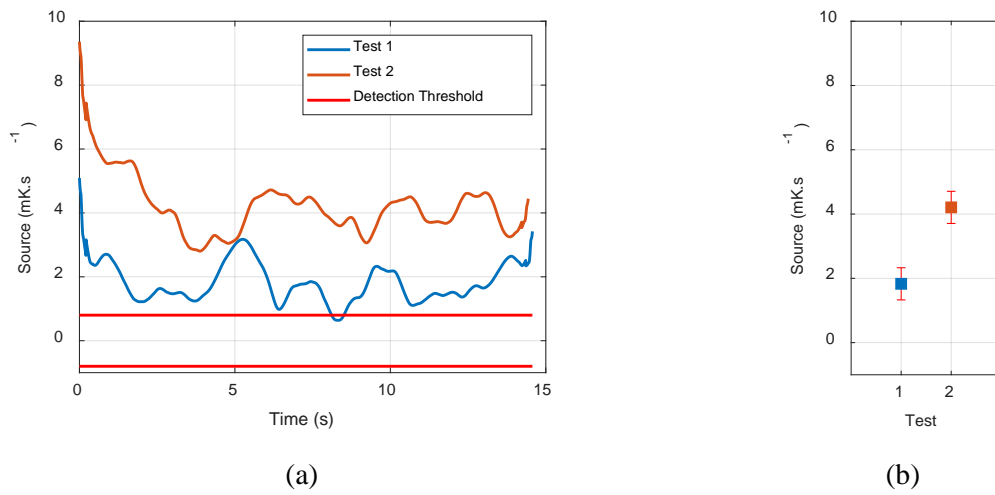 10
8
6
4
2
0
Source (mK.s -1 )
0 5 10 15
Time (s)
Test 1
Test 2
Detection Threshold
(a)
10
8
6
4
2
0
Source (mK.s -1 )
1 2
Test
(b)